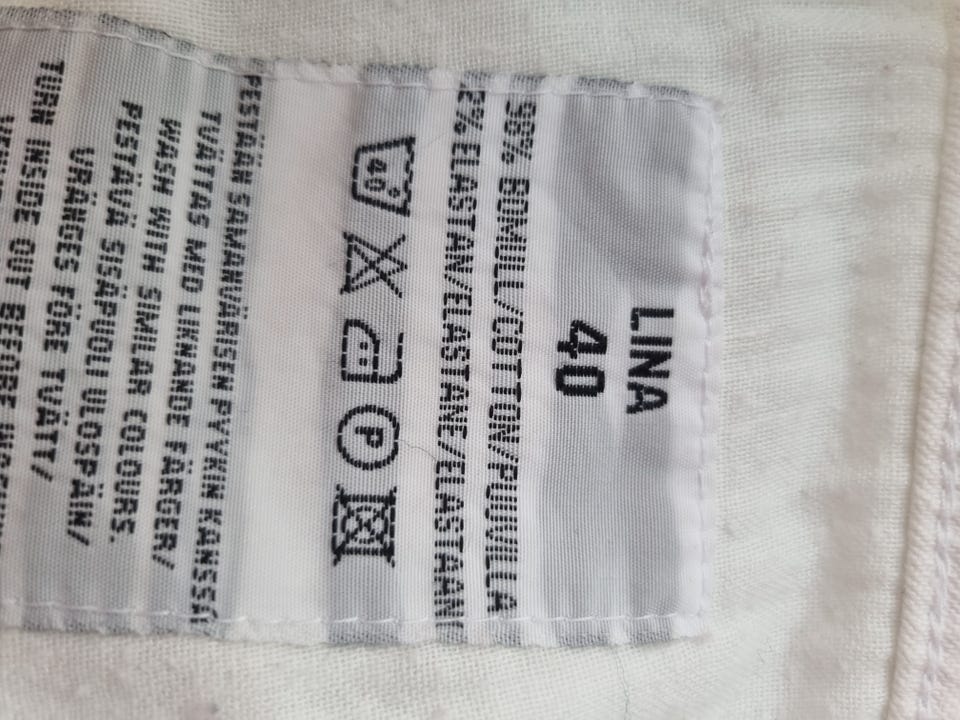 LINA
40
98% BOMULL/COTTON/PUUVILLA
2% ELASTAN/ELASTANE/ELASTAANI
40°
P
PESTÄÄN SAMANVÄRISEN PYYKIN KANSSA/
TVÄTTAS MED LIKNANDE FÄRGER/
WASH WITH SIMILAR COLOURS.
PESTÄVÄ SISÄPUOLI ULOSPÄIN/
VRÄNGES FÖRE TVÄTT/
TURN INSIDE OUT BEFORE